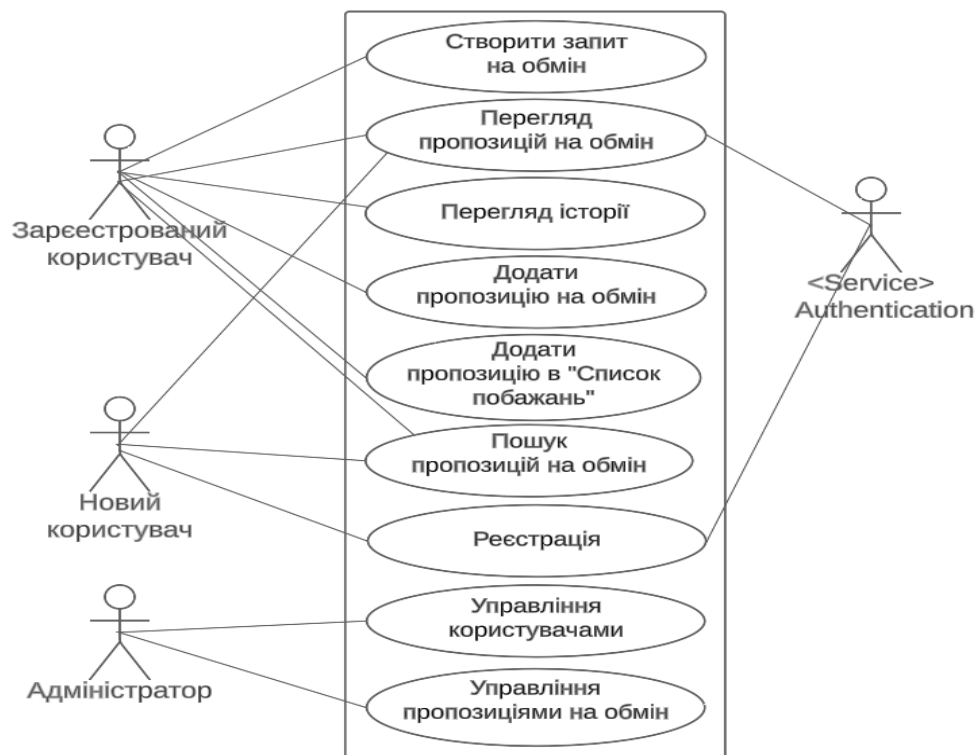 Створити запит
на обмін
Перегляд
пропозицій на обмін
Зарєестрований
користувач
Перегляд історії
Додати
пропозицію на обмін
<Service>
Authentication
Додати
пропозицію в "Список
побажань"
Пошук
пропозицій на обмін
Новий
користувач
Реєстрація
Управління
користувачами
Адміністратор
Управління
пропозиціями на обмін